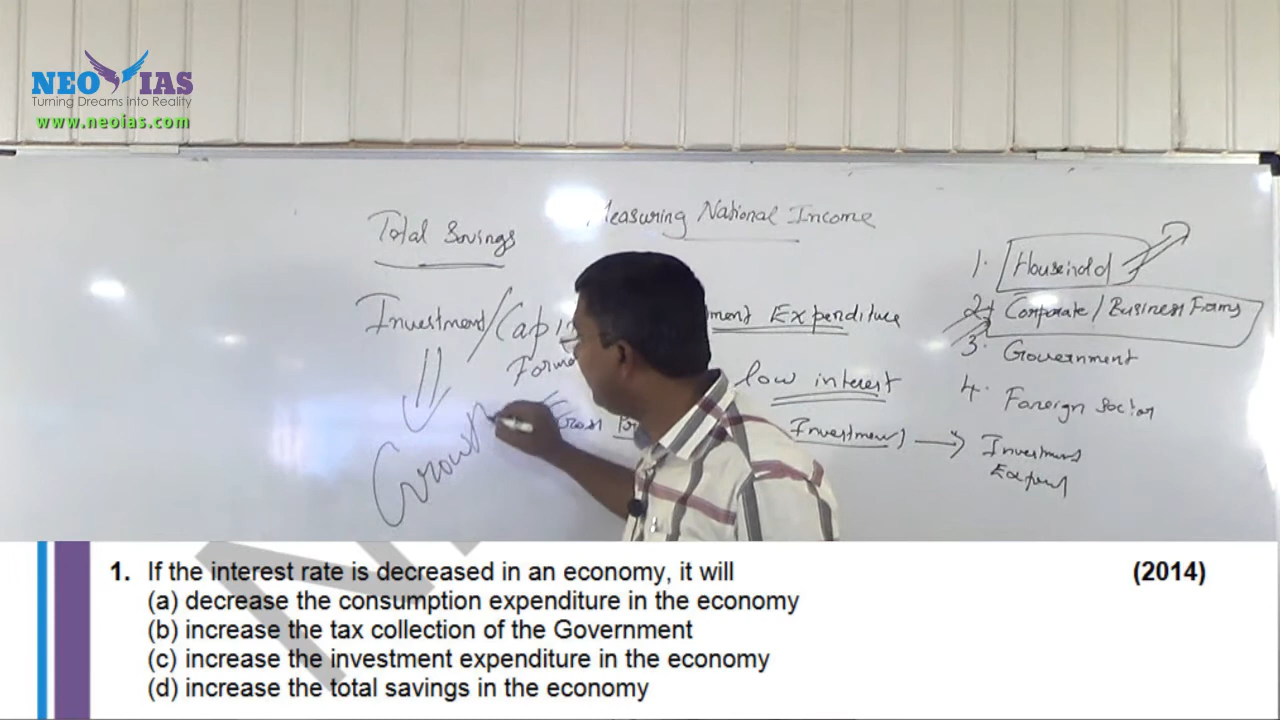 NEO IAS
Turning Dreams into Reality
www.neoias.com
Measuring National Income
Total Savings
Investment/Capi
Forma
Growth
ment Expenditure
low interest
Investment → Investment
Expend
1. Household
2. Corporate / Business Firms
3. Government
4. Foreign Sector
1. If the interest rate is decreased in an economy, it will (2014)
(a) decrease the consumption expenditure in the economy
(b) increase the tax collection of the Government
(c) increase the investment expenditure in the economy
(d) increase the total savings in the economy